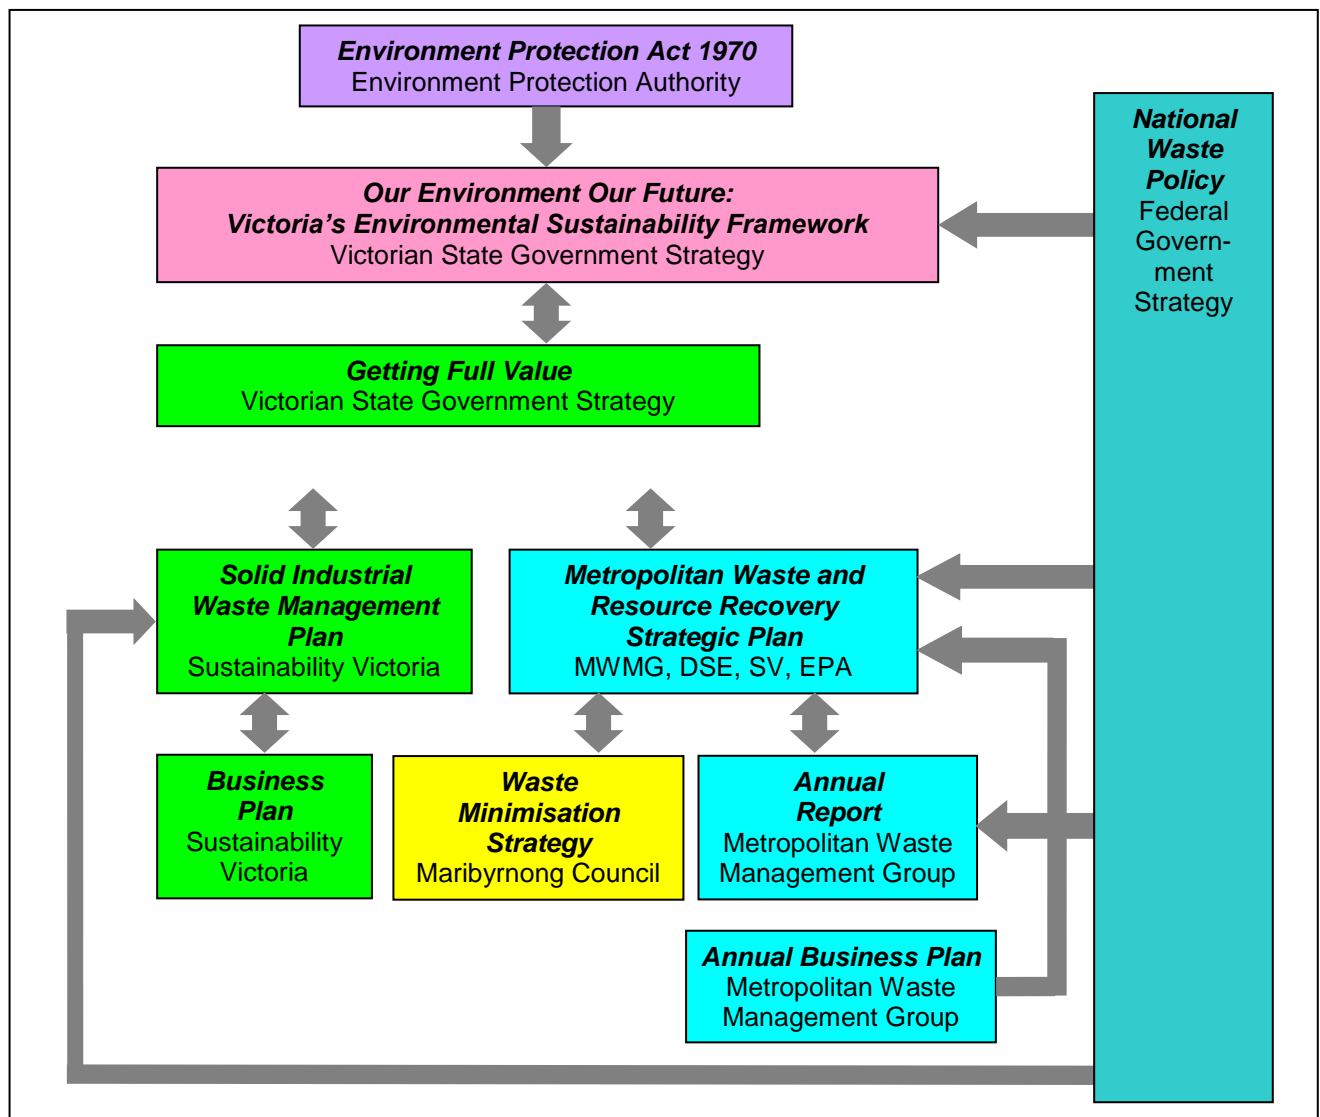 Environment Protection Act 1970
Environment Protection Authority
National
Waste
Policy
Federal
Govern-
ment
Strategy
Our Environment Our Future:
Victoria's Environmental Sustainability Framework
Victorian State Government Strategy
Getting Full Value
Victorian State Government Strategy
Solid Industrial
Waste Management
Plan
Sustainability Victoria
Metropolitan Waste and
Resource Recovery
Strategic Plan
MWMG, DSE, SV, EPA
Business
Plan
Sustainability
Victoria
Waste
Minimisation
Strategy
Maribyrnong Council
Annual
Report
Metropolitan Waste
Management Group
Annual Business Plan
Metropolitan Waste
Management Group